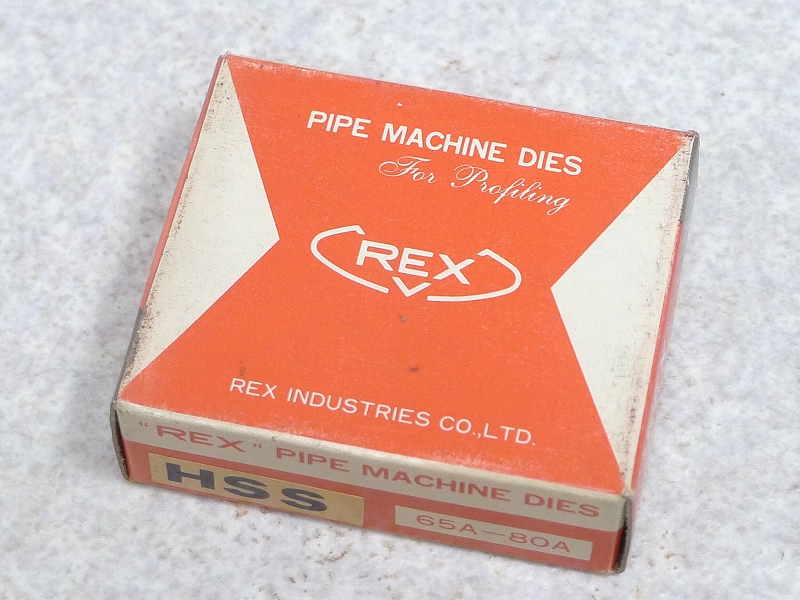 PIPE MACHINE DIES
For Profiling
REX
REX INDUSTRIES CO.,LTD.
"REX" PIPE MACHINE DIES
HSS
65A-80A